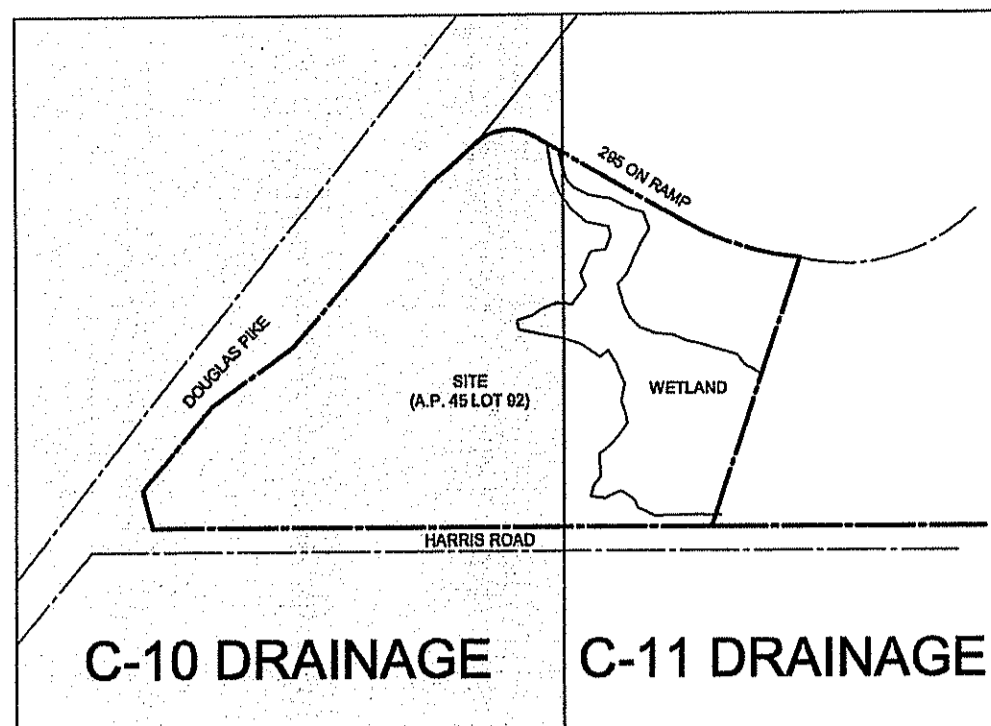 295 ON RAMP
DOUGLAS PIKE
SITE
(A.P. 45 LOT 92)
WETLAND
HARRIS ROAD
C-10 DRAINAGE
C-11 DRAINAGE